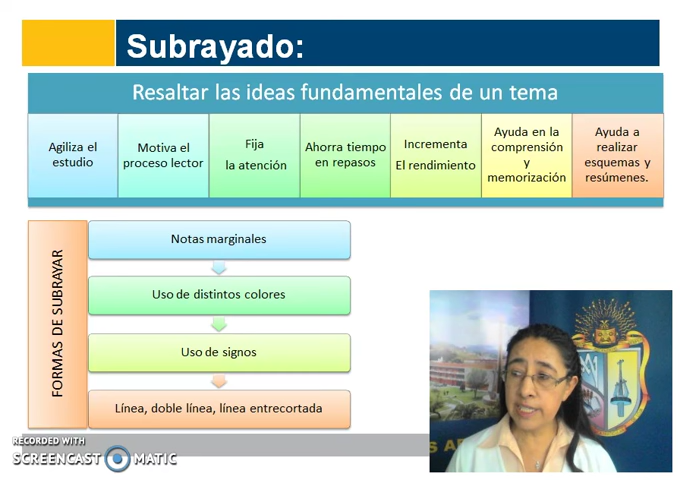 Subrayado:
Resaltar las ideas fundamentales de un tema
Agiliza el
estudio
Motiva el
proceso lector
Fija
la atención
Ahorra tiempo
en repasos
Incrementa
El rendimiento
Ayuda en la
comprensión
y
memorización
Ayuda a
realizar
esquemas y
resúmenes.
FORMAS DE SUBRAYAR
Notas marginales
Uso de distintos colores
Uso de signos
Línea, doble línea, línea entrecortada
RECORDED WITH
SCREENCAST MATIC